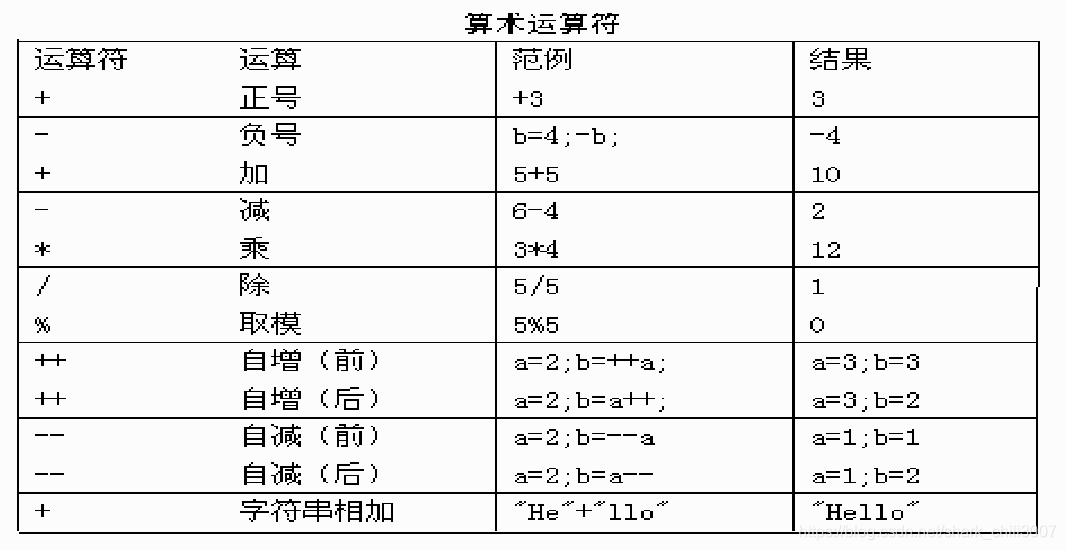 算术运算符
运算符 运算 范例 结果
+ 正号 +3 3
- 负号 b=4;-b; -4
+ 加 5+5 10
- 减 6-4 2
* 乘 3*4 12
/ 除 5/5 1
% 取模 5%5 0
++ 自增（前） a=2;b=++a; a=3;b=3
++ 自增（后） a=2;b=a++; a=3;b=2
-- 自减（前） a=2;b=--a a=1;b=1
-- 自减（后） a=2;b=a-- a=1;b=2
+ 字符串相加 "He"+"llo" "Hello"
https://blog.csdn.net/shark_chili3007